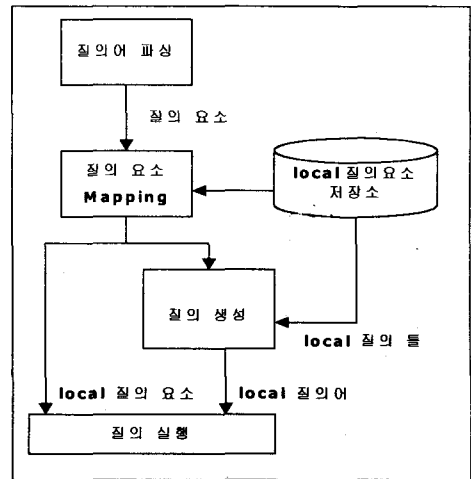 질의어 파싱
질의 요소
질의 요소
Mapping
local 질의요소
저장소
질의 생성
local 질의 틀
local 질의 요소
local 질의어
질의 실행